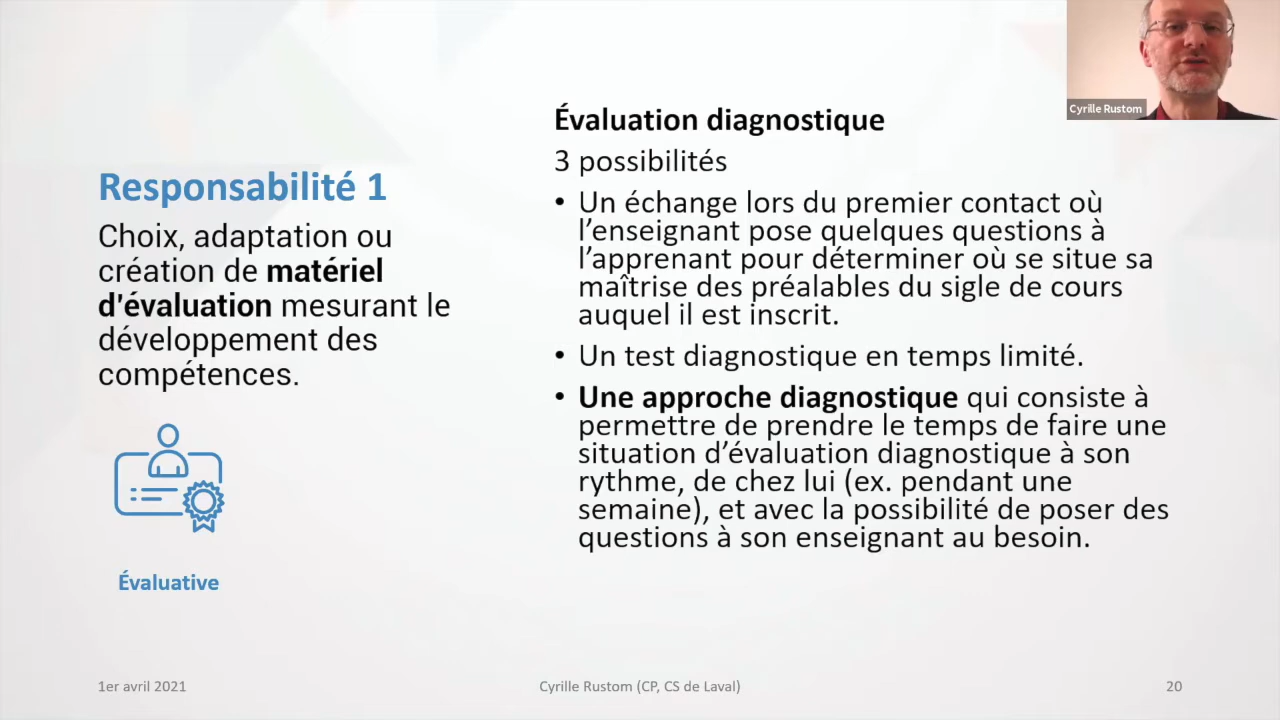 Cyrille Rustom
Responsabilité 1
Choix, adaptation ou
création de matériel
d'évaluation mesurant le
développement des
compétences.
Évaluative
Évaluation diagnostique
3 possibilités
• Un échange lors du premier contact où
l’enseignant pose quelques questions à
l’apprenant pour déterminer où se situe sa
maîtrise des préalables du sigle de cours
auquel il est inscrit.
• Un test diagnostique en temps limité.
• Une approche diagnostique qui consiste à
permettre de prendre le temps de faire une
situation d’évaluation diagnostique à son
rythme, de chez lui (ex. pendant une
semaine), et avec la possibilité de poser des
questions à son enseignant au besoin.
1er avril 2021
Cyrille Rustom (CP, CS de Laval)
20